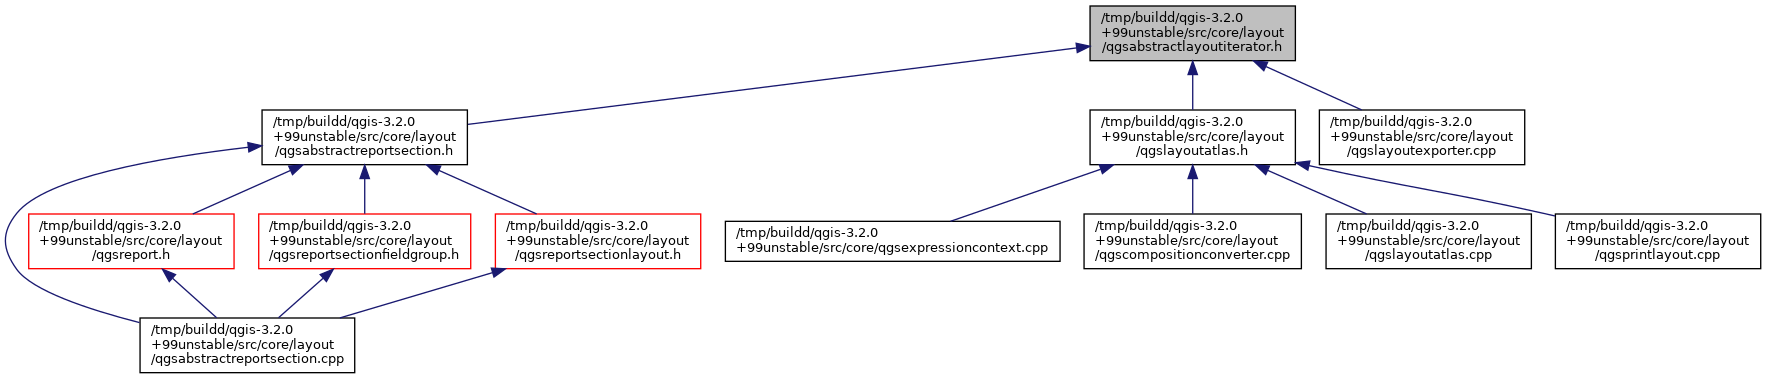 /tmp/buildd/qgis-3.2.0
+99unstable/src/core/layout
/qgsabstractlayoutiterator.h
/tmp/buildd/qgis-3.2.0
+99unstable/src/core/layout
/qgsabstractreportsection.h
/tmp/buildd/qgis-3.2.0
+99unstable/src/core/layout
/qgslayoutatlas.h
/tmp/buildd/qgis-3.2.0
+99unstable/src/core/layout
/qgslayoutexporter.cpp
/tmp/buildd/qgis-3.2.0
+99unstable/src/core/layout
/qgsreport.h
/tmp/buildd/qgis-3.2.0
+99unstable/src/core/layout
/qgsreportsectionfieldgroup.h
/tmp/buildd/qgis-3.2.0
+99unstable/src/core/layout
/qgsreportsectionlayout.h
/tmp/buildd/qgis-3.2.0
+99unstable/src/core/qgsexpressioncontext.cpp
/tmp/buildd/qgis-3.2.0
+99unstable/src/core/layout
/qgscompositionconverter.cpp
/tmp/buildd/qgis-3.2.0
+99unstable/src/core/layout
/qgslayoutatlas.cpp
/tmp/buildd/qgis-3.2.0
+99unstable/src/core/layout
/qgsprintlayout.cpp
/tmp/buildd/qgis-3.2.0
+99unstable/src/core/layout
/qgsabstractreportsection.cpp